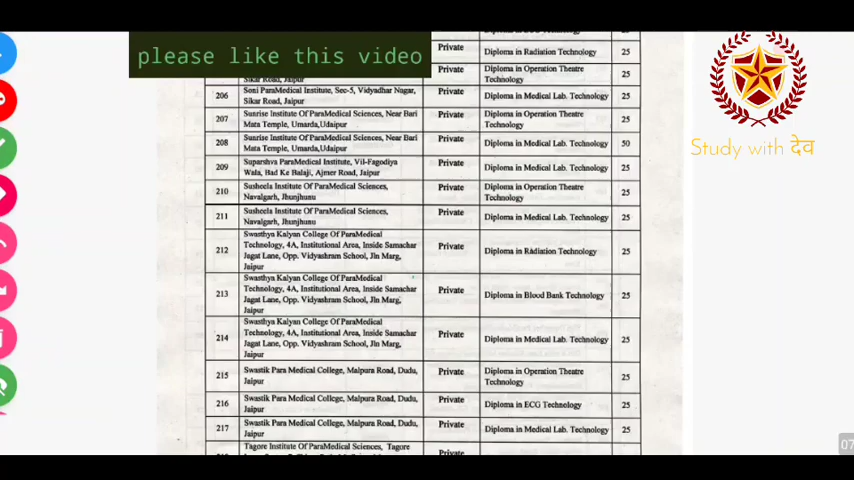 please like this video
Private
Diploma in Radiation Technology
25
Sikar Road, Jaipur
Private
Diploma in Operation Theatre
Technology
25
206
Soni ParaMedical Institute, Sec-5, Vidyadhar Nagar,
Sikar Road, Jaipur
Private
Diploma in Medical Lab. Technology
25
207
Sunrise Institute Of ParaMedical Sciences, Near Bari
Mata Temple, Umarda,Udaipur
Private
Diploma in Operation Theatre
Technology
25
208
Sunrise Institute Of ParaMedical Sciences, Near Bari
Mata Temple, Umarda,Udaipur
Private
Diploma in Medical Lab. Technology
50
209
Suparshva ParaMedical Institute, Vil-Fagodiya
Wala, Bad Ke Balaji, Ajmer Road, Jaipur
Private
Diploma in Medical Lab. Technology
25
210
Susheela Institute Of ParaMedical Sciences,
Navalgarh, Jhunjhunu
Private
Diploma in Operation Theatre
Technology
25
211
Susheela Institute Of ParaMedical Sciences,
Navalgarh, Jhunjhunu
Private
Diploma in Medical Lab. Technology
25
212
Swasthya Kalyan College Of ParaMedical
Technology, 4A, Institutional Area, Inside Samachar
Jagat Lane, Opp. Vidyashram School, Jln Marg,
Jaipur
Private
Diploma in Radiation Technology
25
213
Swasthya Kalyan College Of ParaMedical
Technology, 4A, Institutional Area, Inside Samachar
Jagat Lane, Opp. Vidyashram School, Jln Marg,
Jaipur
Private
Diploma in Blood Bank Technology
25
214
Swasthya Kalyan College Of ParaMedical
Technology, 4A, Institutional Area, Inside Samachar
Jagat Lane, Opp. Vidyashram School, Jln Marg,
Jaipur
Private
Diploma in Medical Lab. Technology
25
215
Swastik Para Medical College, Malpura Road, Dudu,
Jaipur
Private
Diploma in Operation Theatre
Technology
25
216
Swastik Para Medical College, Malpura Road, Dudu,
Jaipur
Private
Diploma in ECG Technology
25
217
Swastik Para Medical College, Malpura Road, Dudu,
Jaipur
Private
Diploma in Medical Lab. Technology
25
Tagore Institute Of ParaMedical Sciences, Tagore
Private
Study with देव
07